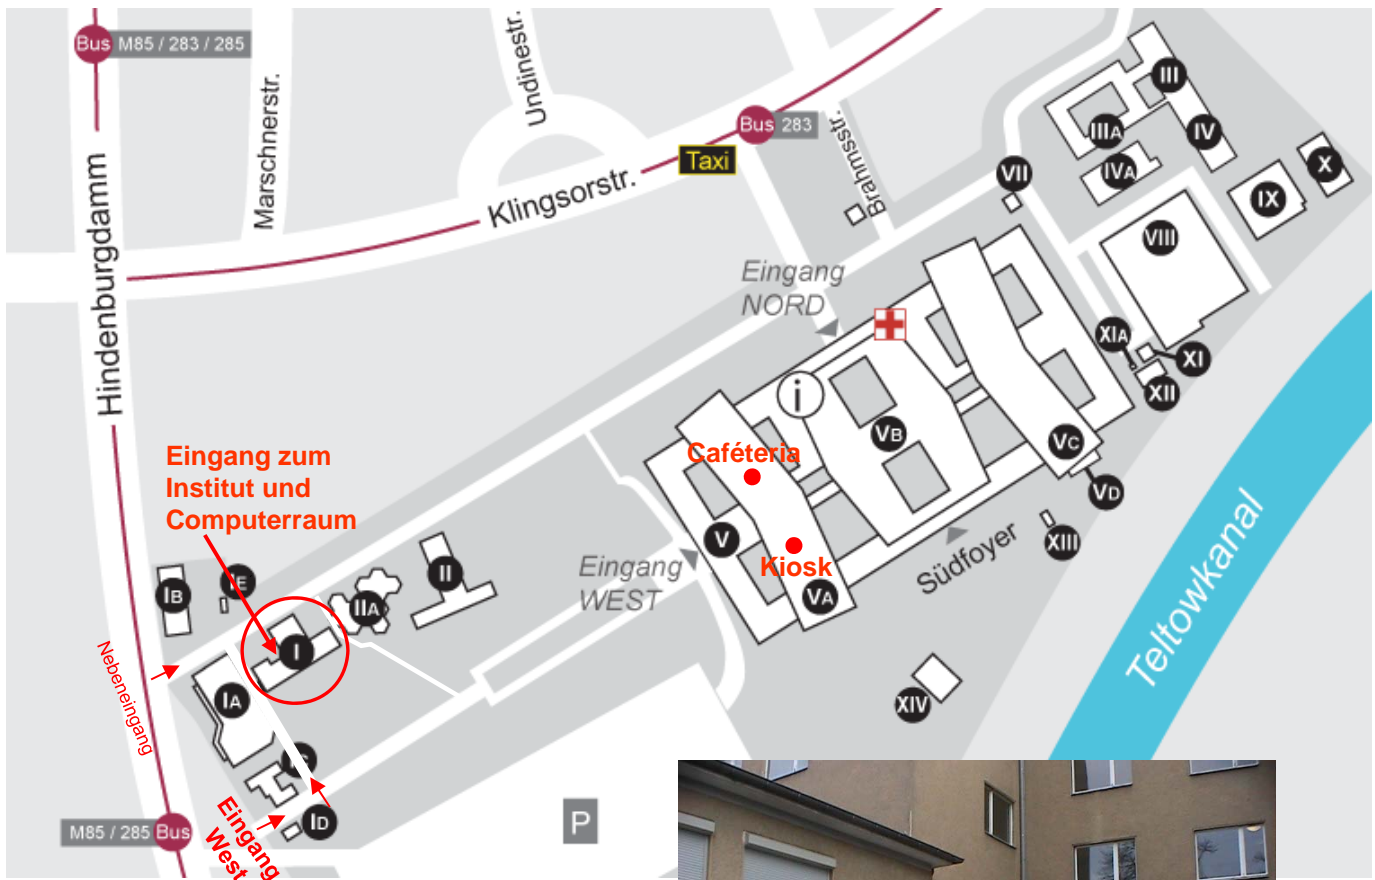 Bus M85 / 283 / 285
Marschnerstr.
Undinestr.
Bus 283
Taxi
Brahmsstr.
Klingsorstr.
Hindenburgdamm
III
IIIA
IV
IVA
VII
X
IX
VIII
Eingang
NORD
XIA
XI
XII
i
VB
VC
VD
Caféteria
Eingang zum
Institut und
Computerraum
V
Kiosk
VA
Eingang
WEST
Südfoyer
XIII
Teltowkanal
IB
IE
II
IIA
I
IA
XIV
Nebeneingang
ID
P
M85 / 285 Bus
Eingang
West